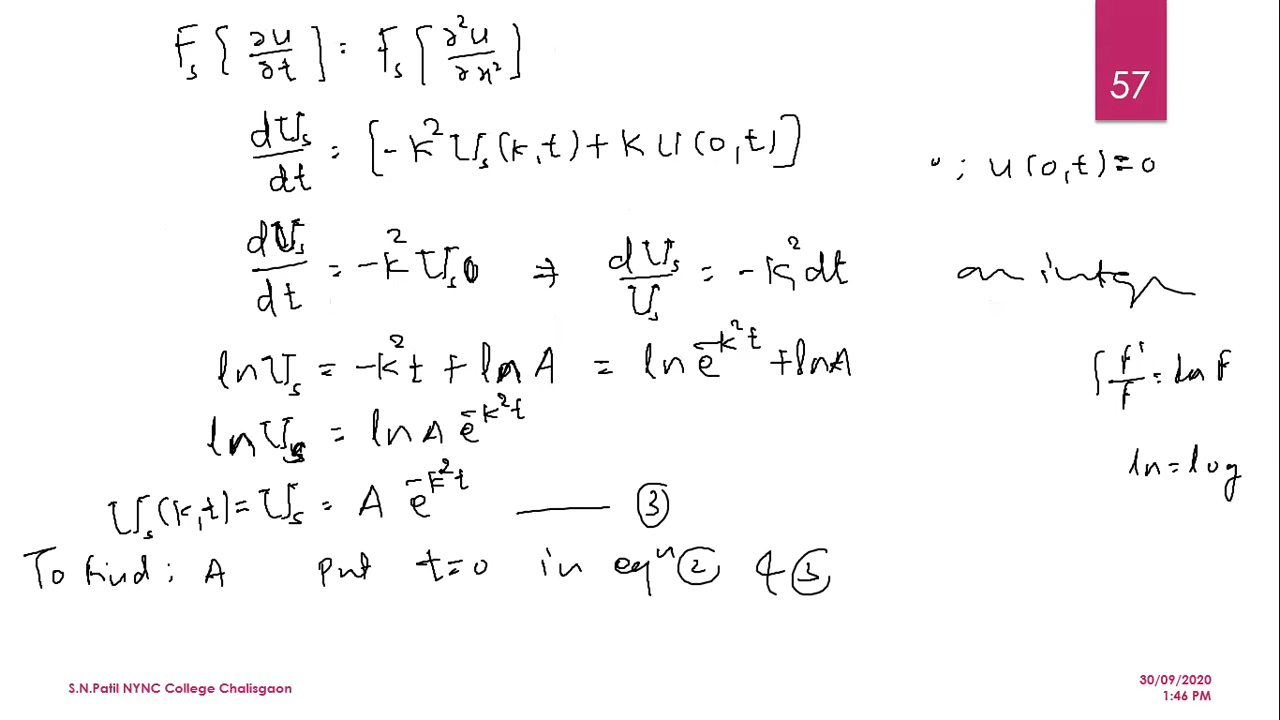 F_s [ ∂u/∂t ] = F_s [ ∂²u/∂x² ]
57
dU_s/dt = [ -k² U_s(k,t) + k U(0,t) ] ; u(0,t) = 0
dU_s/dt = -k² U_s ⇒ dU_s/U_s = -k² dt on integ
ln U_s = -k²t + ln A = ln e^{-k²t} + ln A
∫ F'/F = ln F
ln U_s = ln A e^{-k²t}
ln = log
U_s(k,t) = U_s = A e^{-k²t} ——— ③
To find : A put t=0 in eqⁿ ② & ③
S.N.Patil NYNC College Chalisgaon
30/09/2020
1:46 PM